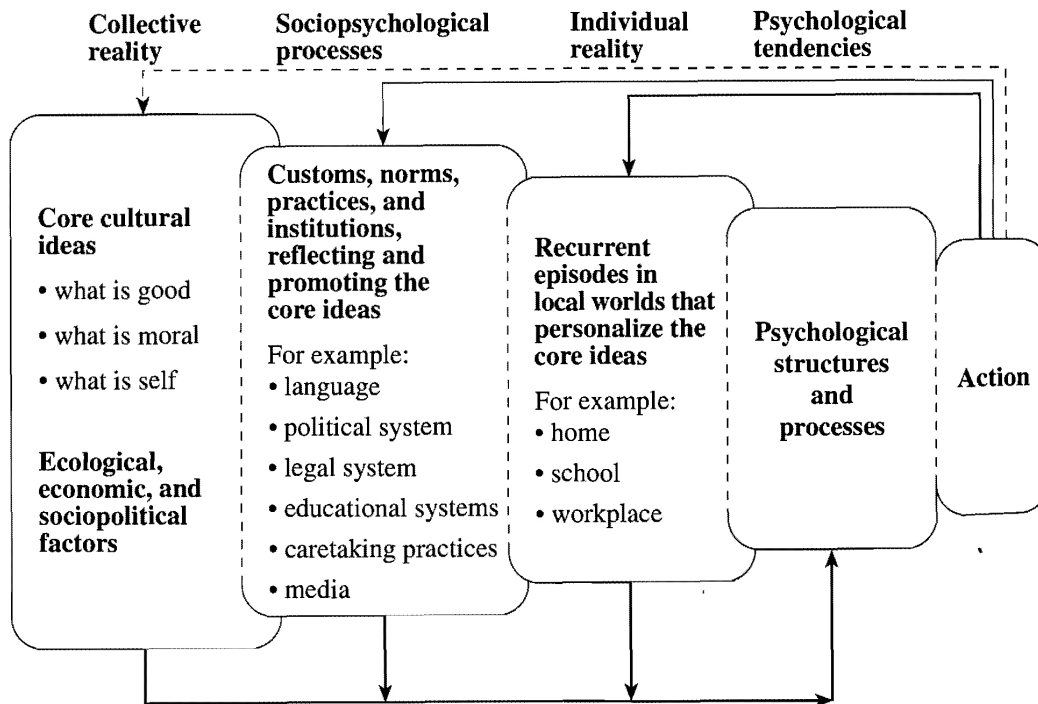 Collective
reality
Sociopsychological
processes
Individual
reality
Psychological
tendencies
Core cultural
ideas
• what is good
• what is moral
• what is self
Ecological,
economic, and
sociopolitical
factors
Customs, norms,
practices, and
institutions,
reflecting and
promoting the
core ideas
For example:
• language
• political system
• legal system
• educational systems
• caretaking practices
• media
Recurrent
episodes in
local worlds that
personalize the
core ideas
For example:
• home
• school
• workplace
Psychological
structures
and
processes
Action